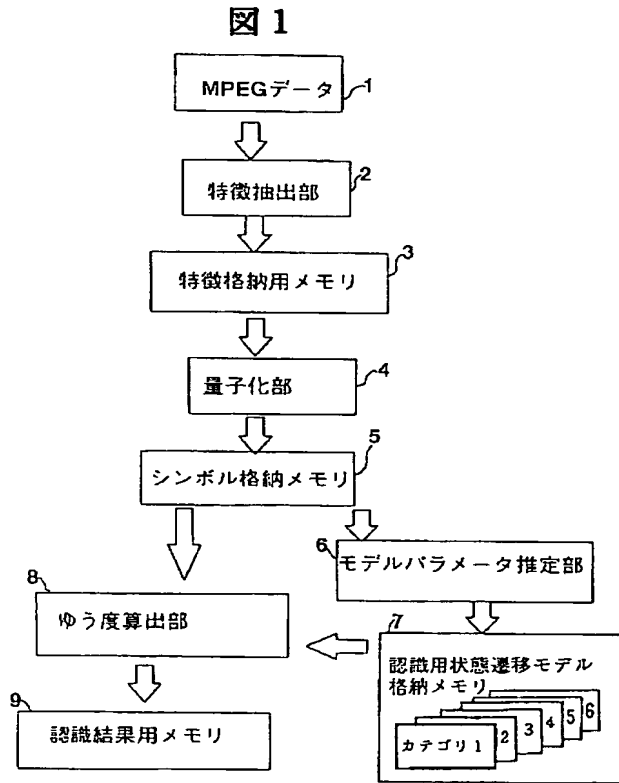 図1
MPEGデータ
1
特徴抽出部
2
特徴格納用メモリ
3
量子化部
4
シンボル格納メモリ
5
6
モデルパラメータ推定部
8
ゆう度算出部
7
認識用状態遷移モデル
格納メモリ
カテゴリ1
2
3
4
5
6
9
認識結果用メモリ